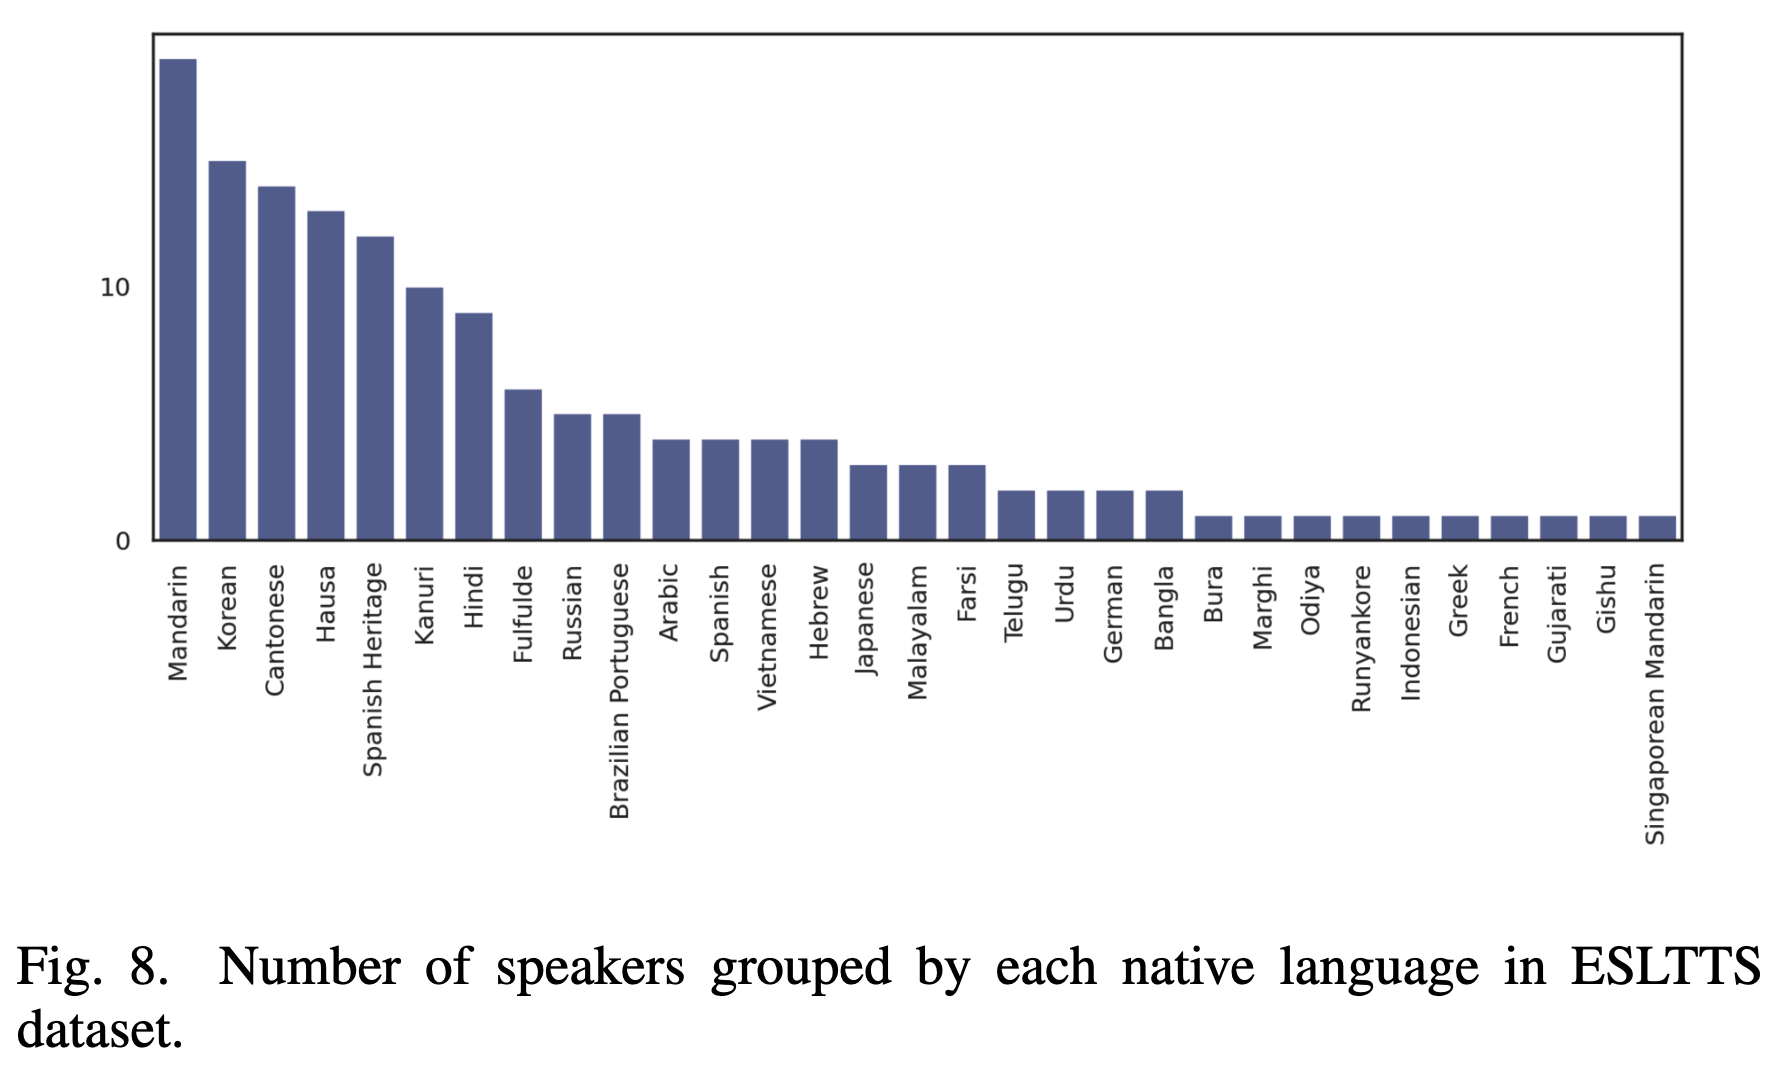 10
0
Mandarin
Korean
Cantonese
Hausa
Spanish Heritage
Kanuri
Hindi
Fulfulde
Russian
Brazilian Portuguese
Arabic
Spanish
Vietnamese
Hebrew
Japanese
Malayalam
Farsi
Telugu
Urdu
German
Bangla
Bura
Marghi
Odiya
Runyankore
Indonesian
Greek
French
Gujarati
Gishu
Singaporean Mandarin
Fig. 8. Number of speakers grouped by each native language in ESLTTS
dataset.